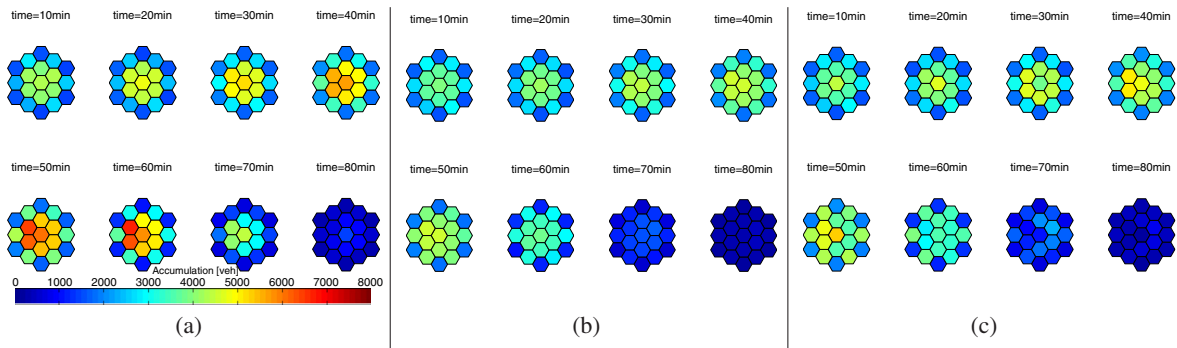 time=10min time=20min time=30min time=40min
time=50min time=60min time=70min time=80min
Accumulation [veh]
0 1000 2000 3000 4000 5000 6000 7000 8000
(a)
time=10min time=20min time=30min time=40min
time=50min time=60min time=70min time=80min
(b)
time=10min time=20min time=30min time=40min
time=50min time=60min time=70min time=80min
(c)